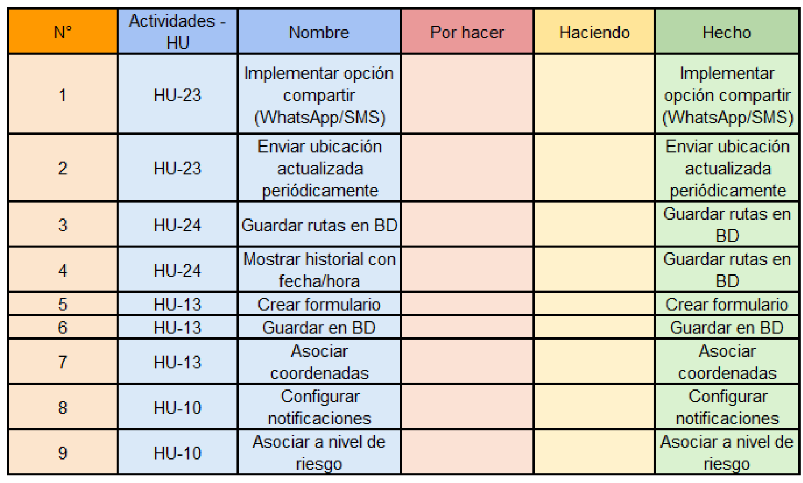 N°
Actividades -
HU
Nombre
Por hacer
Haciendo
Hecho
1
HU-23
Implementar opción
compartir
(WhatsApp/SMS)
Implementar
opción compartir
(WhatsApp/SMS)
2
HU-23
Enviar ubicación
actualizada
periódicamente
Enviar ubicación
actualizada
periódicamente
3
HU-24
Guardar rutas en BD
Guardar rutas en
BD
4
HU-24
Mostrar historial con
fecha/hora
Guardar rutas en
BD
5
HU-13
Crear formulario
Crear formulario
6
HU-13
Guardar en BD
Guardar en BD
7
HU-13
Asociar
coordenadas
Asociar
coordenadas
8
HU-10
Configurar
notificaciones
Configurar
notificaciones
9
HU-10
Asociar a nivel de
riesgo
Asociar a nivel de
riesgo